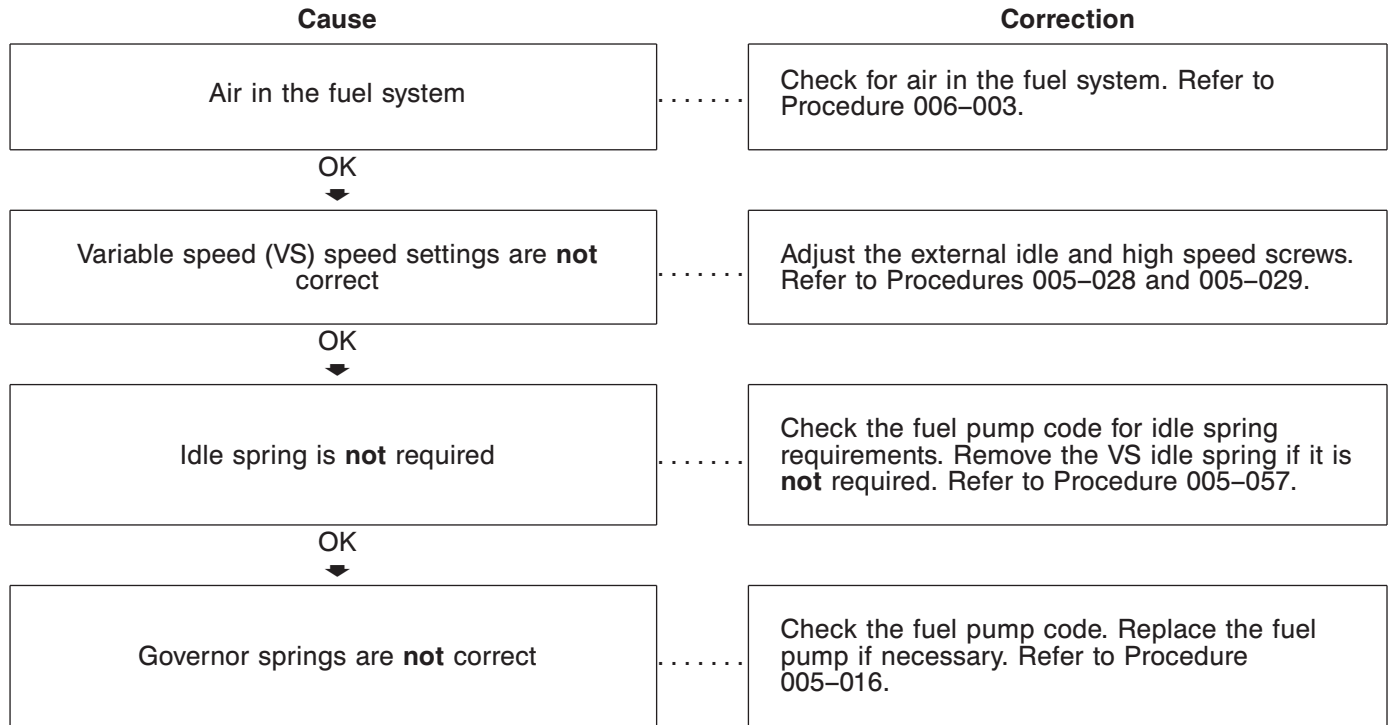 Cause
Correction
Air in the fuel system
.......
Check for air in the fuel system. Refer to
Procedure 006–003.
OK
Variable speed (VS) speed settings are not
correct
.......
Adjust the external idle and high speed screws.
Refer to Procedures 005–028 and 005–029.
OK
Idle spring is not required
.......
Check the fuel pump code for idle spring
requirements. Remove the VS idle spring if it is
not required. Refer to Procedure 005–057.
OK
Governor springs are not correct
.......
Check the fuel pump code. Replace the fuel
pump if necessary. Refer to Procedure
005–016.